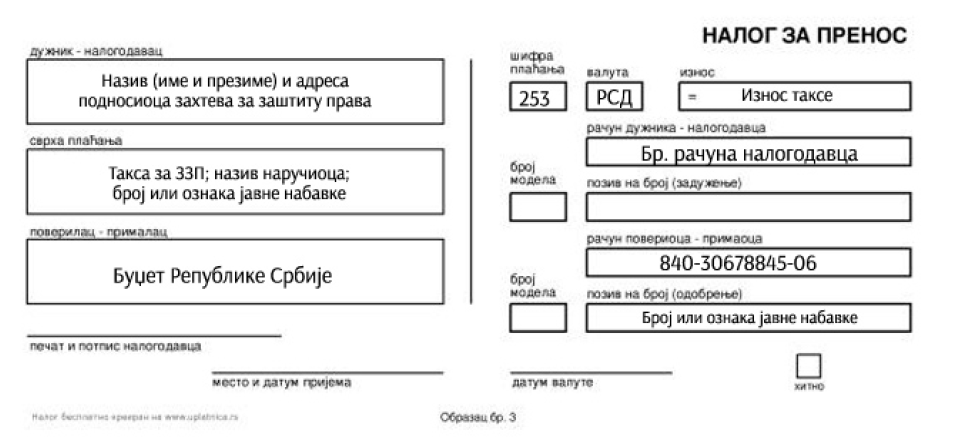 НАЛОГ ЗА ПРЕНОС
дужник - налогодавац
Назив (име и презиме) и адреса
подносиоца захтева за заштиту права
сврха плаћања
Такса за ЗЗП; назив наручиоца;
број или ознака јавне набавке
поверилац - прималац
Буџет Републике Србије
печат и потпис налогодавца
место и датум пријема
шифра
плаћања
валута
износ
253
РСД
= Износ таксе
рачун дужника - налогодавца
Бр. рачуна налогодавца
број
модела
позив на број (задужење)
рачун повериоца - примаоца
840-30678845-06
број
модела
позив на број (одобрење)
Број или ознака јавне набавке
датум валуте
хитно
Налог бесплатно креиран на www.uplatnica.rs
Образац бр. 3